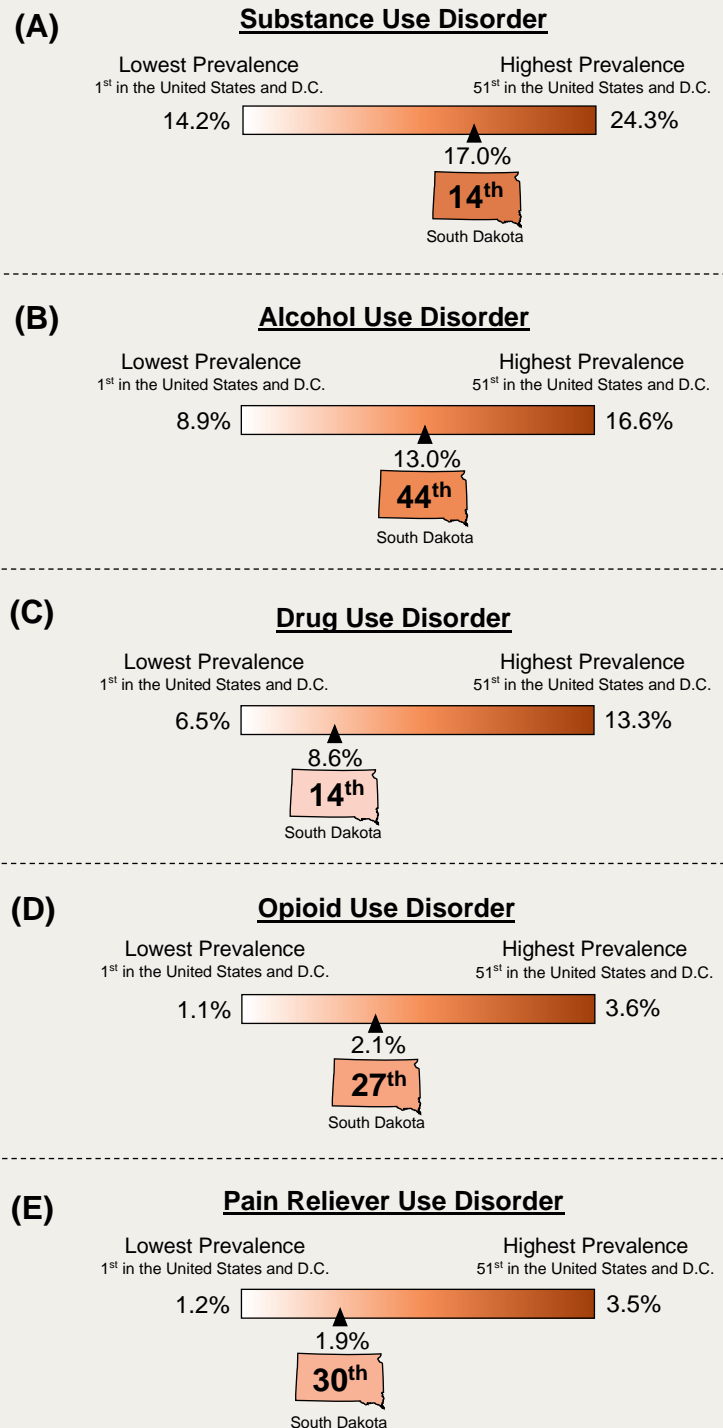 (A)
Substance Use Disorder
Lowest Prevalence
1st in the United States and D.C.
Highest Prevalence
51st in the United States and D.C.
14.2%
24.3%
17.0%
14th
South Dakota
(B)
Alcohol Use Disorder
Lowest Prevalence
1st in the United States and D.C.
Highest Prevalence
51st in the United States and D.C.
8.9%
16.6%
13.0%
44th
South Dakota
(C)
Drug Use Disorder
Lowest Prevalence
1st in the United States and D.C.
Highest Prevalence
51st in the United States and D.C.
6.5%
13.3%
8.6%
14th
South Dakota
(D)
Opioid Use Disorder
Lowest Prevalence
1st in the United States and D.C.
Highest Prevalence
51st in the United States and D.C.
1.1%
3.6%
2.1%
27th
South Dakota
(E)
Pain Reliever Use Disorder
Lowest Prevalence
1st in the United States and D.C.
Highest Prevalence
51st in the United States and D.C.
1.2%
3.5%
1.9%
30th
South Dakota